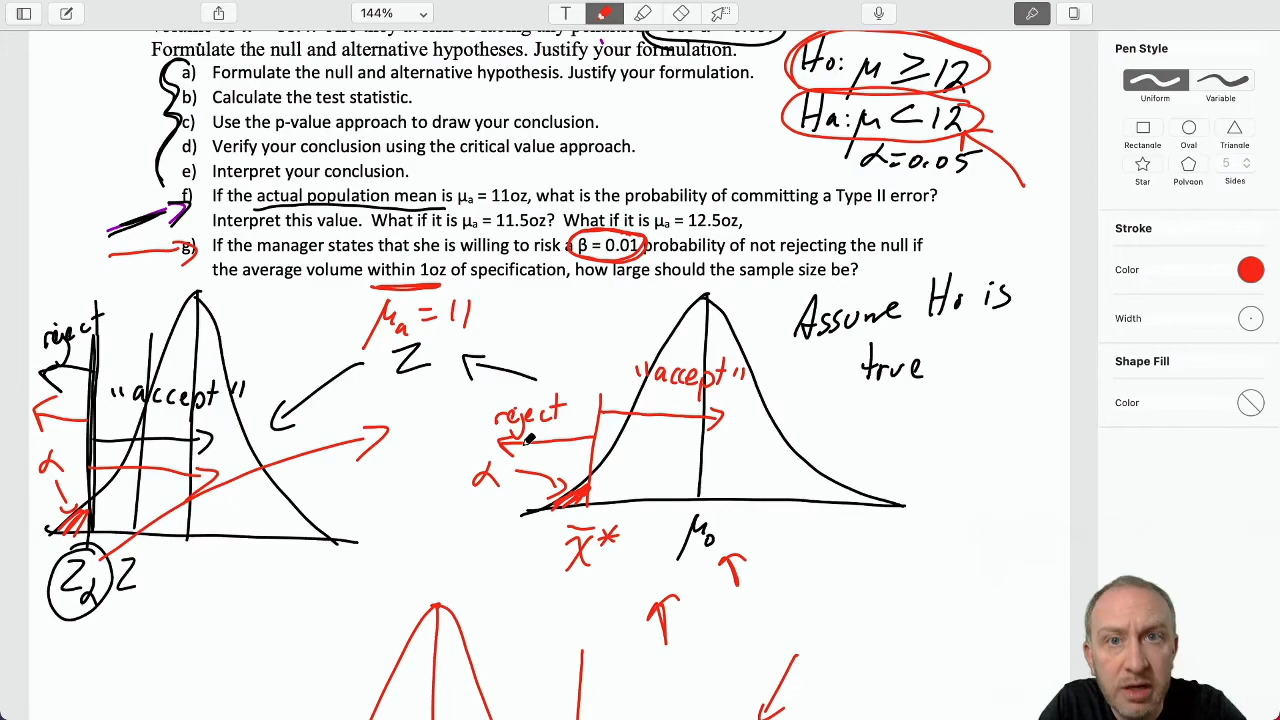 144%
T
Formulate the null and alternative hypotheses. Justify your formulation.
a) Formulate the null and alternative hypothesis. Justify your formulation.
b) Calculate the test statistic.
c) Use the p-value approach to draw your conclusion.
d) Verify your conclusion using the critical value approach.
e) Interpret your conclusion.
f) If the actual population mean is μₐ = 11oz, what is the probability of committing a Type II error?
Interpret this value. What if it is μₐ = 11.5oz? What if it is μₐ = 12.5oz,
g) If the manager states that she is willing to risk a β = 0.01 probability of not rejecting the null if
the average volume within 1oz of specification, how large should the sample size be?
Ho: μ ≥ 12
Ha: μ < 12
α=0.05
μₐ = 11
Z
Assume Ho is
true
reject
"accept"
α
Zα Z
"accept"
reject
α
x̄*
μ₀
Pen Style
Uniform
Variable
Rectangle
Oval
Triangle
Star
Polygon
5
Sides
Stroke
Color
Width
Shape Fill
Color